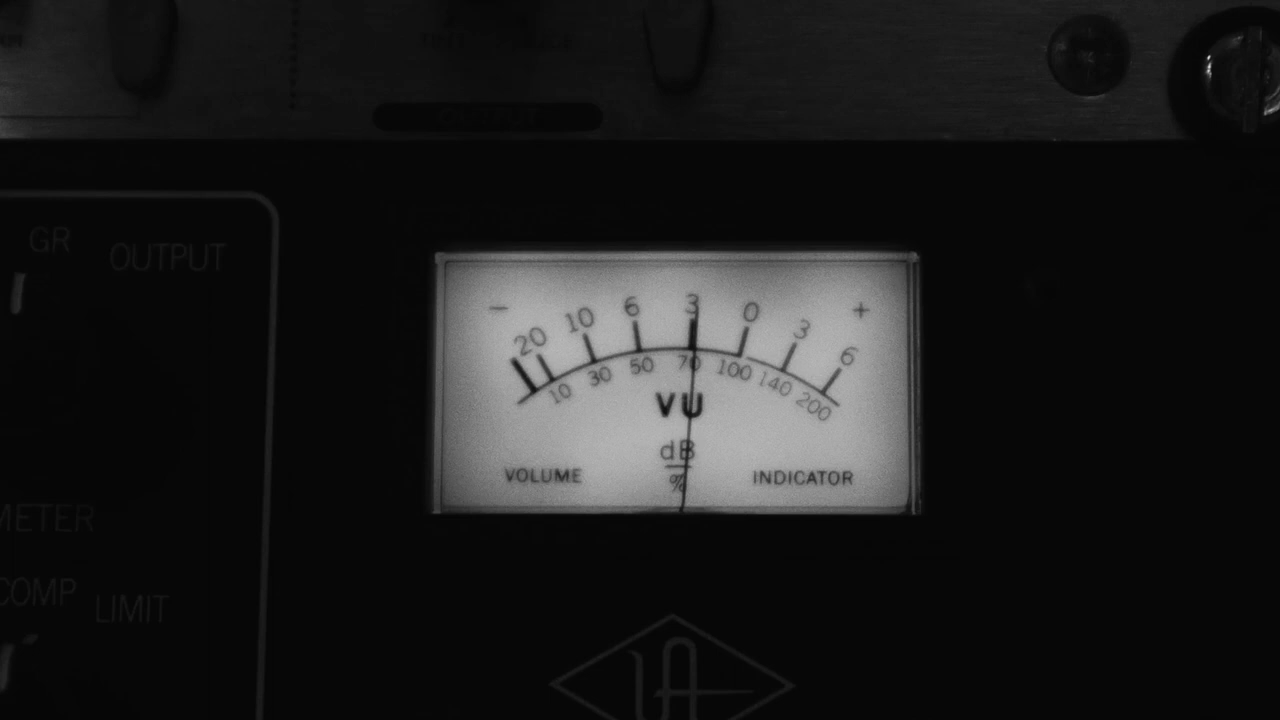 GR OUTPUT
- +
20 10 6 3 0 3 6
10 30 50 70 100 140 200
VU
dB
%
VOLUME INDICATOR
METER
COMP LIMIT
UA